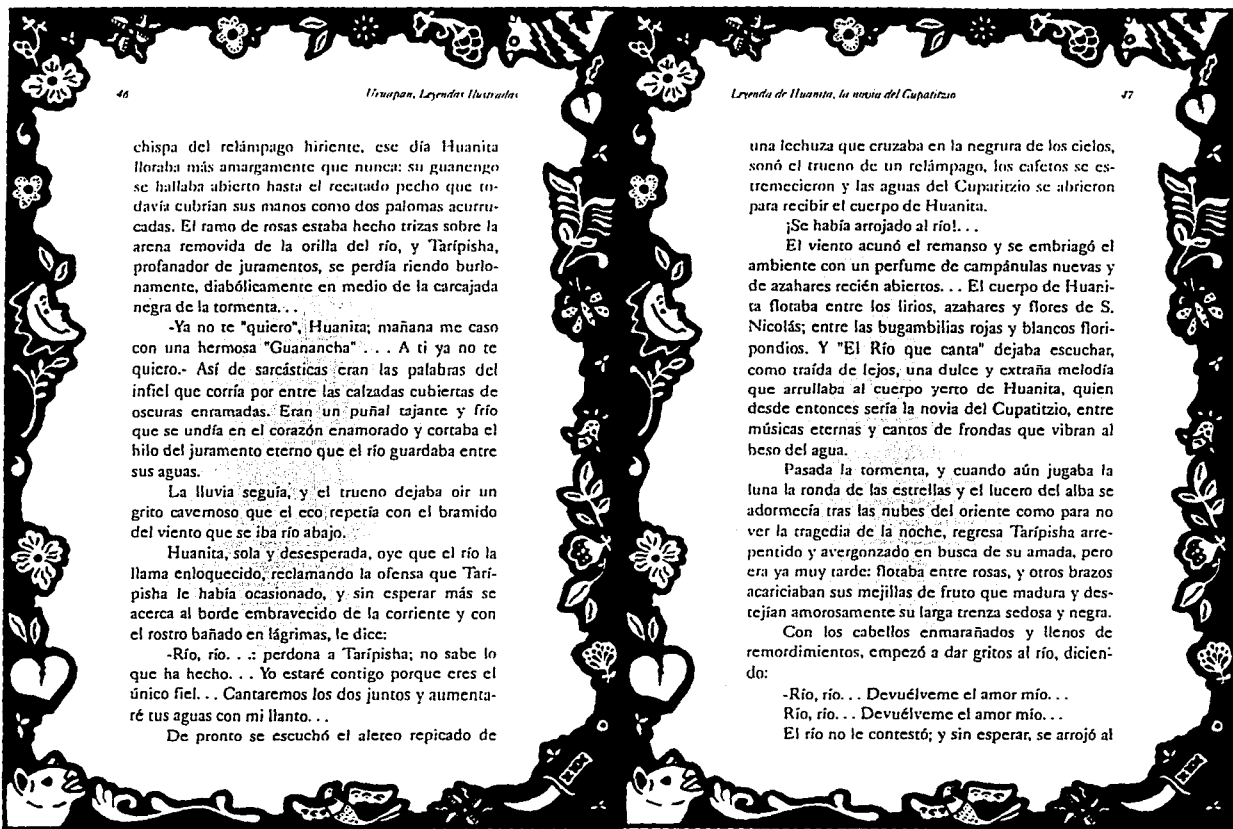 46
Uruapan, Leyendas Ilustradas
chispa del relámpago hiriente, ese día Huanita
lloraba más amargamente que nunca: su guanengo
se hallaba abierto hasta el recatado pecho que to-
davía cubrían sus manos como dos palomas acurru-
cadas. El ramo de rosas estaba hecho trizas sobre la
arena removida de la orilla del río, y Tarípisha,
profanador de juramentos, se perdía riendo burlo-
namente, diabólicamente en medio de la carcajada
negra de la tormenta. . .
-Ya no te "quiero", Huanita; mañana me caso
con una hermosa "Guanancha" . . . A ti ya no te
quiero.- Así de sarcásticas eran las palabras del
infiel que corría por entre las calzadas cubiertas de
oscuras enramadas. Eran un puñal tajante y frío
que se undía en el corazón enamorado y cortaba el
hilo del juramento eterno que el río guardaba entre
sus aguas.
La lluvia seguía, y el trueno dejaba oir un
grito cavernoso que el eco repetía con el bramido
del viento que se iba río abajo.
Huanita, sola y desesperada, oye que el río la
llama enloquecido, reclamando la ofensa que Tarí-
pisha le había ocasionado, y sin esperar más se
acerca al borde embravecido de la corriente y con
el rostro bañado en lágrimas, le dice:
-Río, río. . .: perdona a Tarípisha; no sabe lo
que ha hecho. . . Yo estaré contigo porque eres el
único fiel. . . Cantaremos los dos juntos y aumenta-
ré tus aguas con mi llanto. . .
De pronto se escuchó el aleteo repicado de
Leyenda de Huanita, la novia del Cupatitzio
47
una lechuza que cruzaba en la negrura de los cielos,
sonó el trueno de un relámpago, los cafetos se es-
tremecieron y las aguas del Cuparitzio se abrieron
para recibir el cuerpo de Huanita.
¡Se había arrojado al río!. . .
El viento acunó el remanso y se embriagó el
ambiente con un perfume de campánulas nuevas y
de azahares recién abiertos. . . El cuerpo de Huani-
ta flotaba entre los lirios, azahares y flores de S.
Nicolás; entre las bugambilias rojas y blancos flori-
pondios. Y "El Río que canta" dejaba escuchar,
como traída de lejos, una dulce y extraña melodía
que arrullaba al cuerpo yerto de Huanita, quien
desde entonces sería la novia del Cupatitzio, entre
músicas eternas y cantos de frondas que vibran al
beso del agua.
Pasada la tormenta, y cuando aún jugaba la
luna la ronda de las estrellas y el lucero del alba se
adormecía tras las nubes del oriente como para no
ver la tragedia de la noche, regresa Tarípisha arre-
pentido y avergonzado en busca de su amada, pero
era ya muy tarde: flotaba entre rosas, y otros brazos
acariciaban sus mejillas de fruto que madura y des-
tejían amorosamente su larga trenza sedosa y negra.
Con los cabellos enmarañados y llenos de
remordimientos, empezó a dar gritos al río, dicien-
do:
-Río, río. . . Devuélveme el amor mío. . .
Río, rio. . . Devuélveme el amor mío. . .
El río no le contestó; y sin esperar, se arrojó al